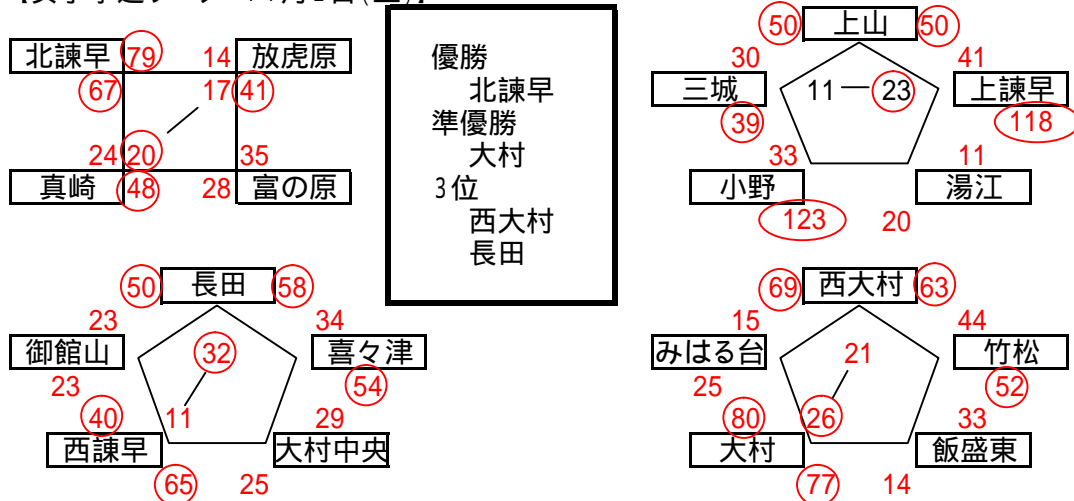 北諫早 79 14 放虎原
67 17 41
24 20 35
真崎 48 28 富の原
優勝
北諫早
準優勝
大村
3位
西大村
長田
50 上山 50
30 41
三城 11 23 上諫早
39 118
33 11
小野 湯江
123 20
50 長田 58
23 34
御館山 32 喜々津
23 54
40 11 29
西諫早 大村中央
65 25
69 西大村 63
15 44
みはる台 21 竹松
25 52
80 26 33
大村 飯盛東
77 14